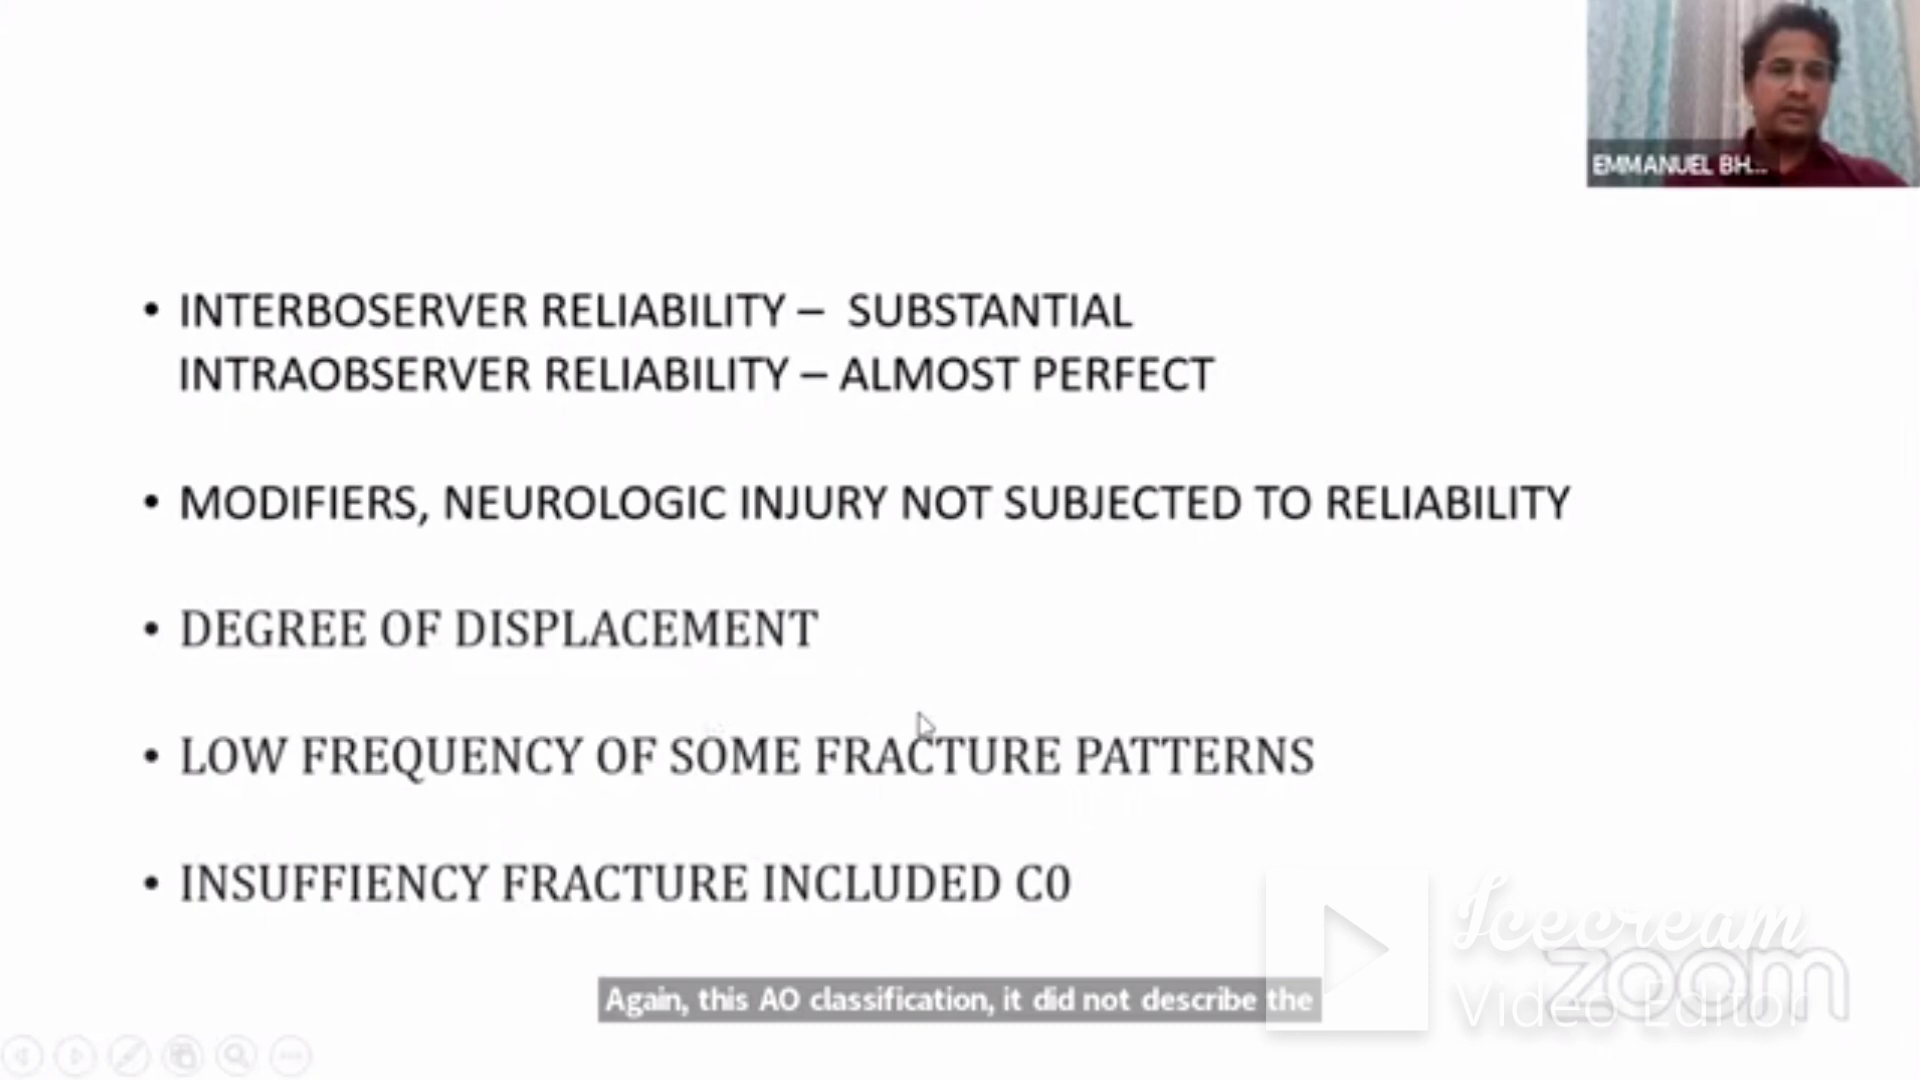 EMMANUEL BH...
• INTERBOSERVER RELIABILITY – SUBSTANTIAL
INTRAOBSERVER RELIABILITY – ALMOST PERFECT
• MODIFIERS, NEUROLOGIC INJURY NOT SUBJECTED TO RELIABILITY
• DEGREE OF DISPLACEMENT
• LOW FREQUENCY OF SOME FRACTURE PATTERNS
• INSUFFIENCY FRACTURE INCLUDED C0
Again, this AO classification, it did not describe the
Icecream
zoom
Video Editor